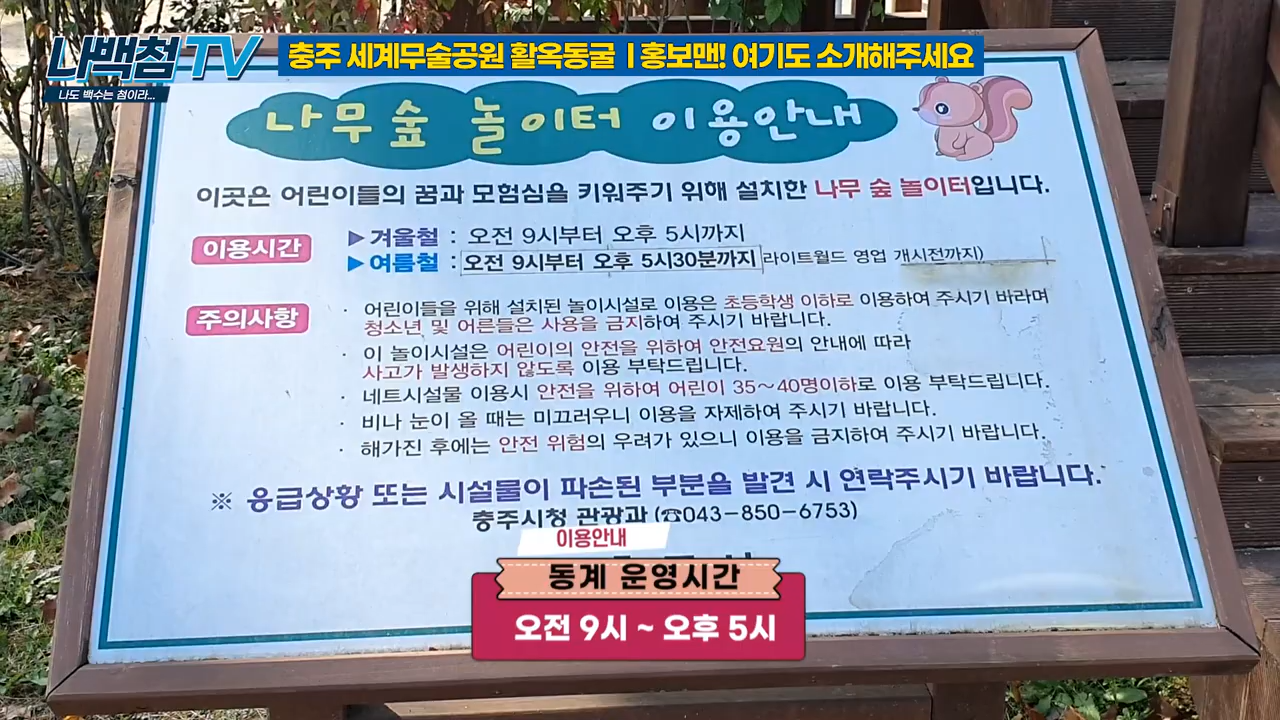 나백첨TV
나도 백수는 첨이라...
충주 세계무술공원 활옥동굴 ㅣ홍보맨! 여기도 소개해주세요
나무숲 놀이터 이용안내
이곳은 어린이들의 꿈과 모험심을 키워주기 위해 설치한 나무 숲 놀이터입니다.
이용시간
▶겨울철 : 오전 9시부터 오후 5시까지
▶여름철 : 오전 9시부터 오후 5시30분까지 라이트월드 영업 개시전까지)
주의사항
· 어린이들을 위해 설치된 놀이시설로 이용은 초등학생 이하로 이용하여 주시기 바라며
청소년 및 어른들은 사용을 금지하여 주시기 바랍니다.
· 이 놀이시설은 어린이의 안전을 위하여 안전요원의 안내에 따라
사고가 발생하지 않도록 이용 부탁드립니다.
· 네트시설물 이용시 안전을 위하여 어린이 35~40명이하로 이용 부탁드립니다.
· 비나 눈이 올 때는 미끄러우니 이용을 자제하여 주시기 바랍니다.
· 해가진 후에는 안전 위험의 우려가 있으니 이용을 금지하여 주시기 바랍니다.
※ 응급상황 또는 시설물이 파손된 부분을 발견 시 연락주시기 바랍니다.
충주시청 관광과 (☎043-850-6753)
이용안내
동계 운영시간
오전 9시 ~ 오후 5시